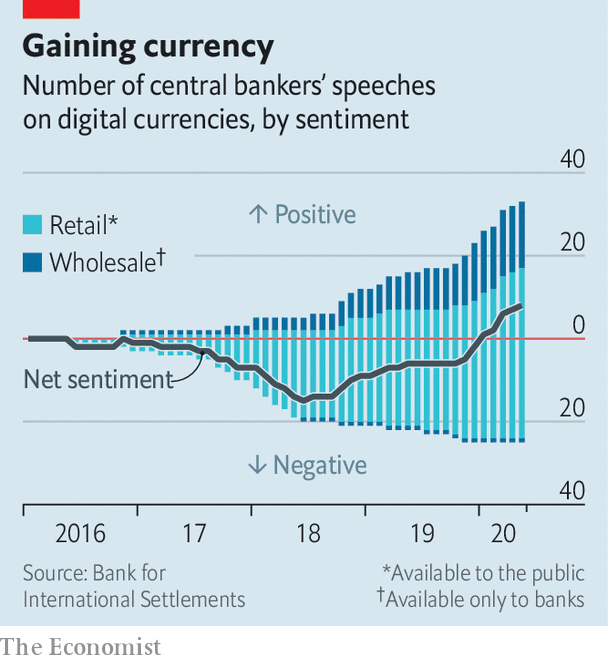 Gaining currency
Number of central bankers’ speeches
on digital currencies, by sentiment
40
Retail*
↑ Positive
Wholesale†
20
0
Net sentiment
20
↓ Negative
40
2016 17 18 19 20
Source: Bank for
International Settlements
*Available to the public
†Available only to banks
The Economist